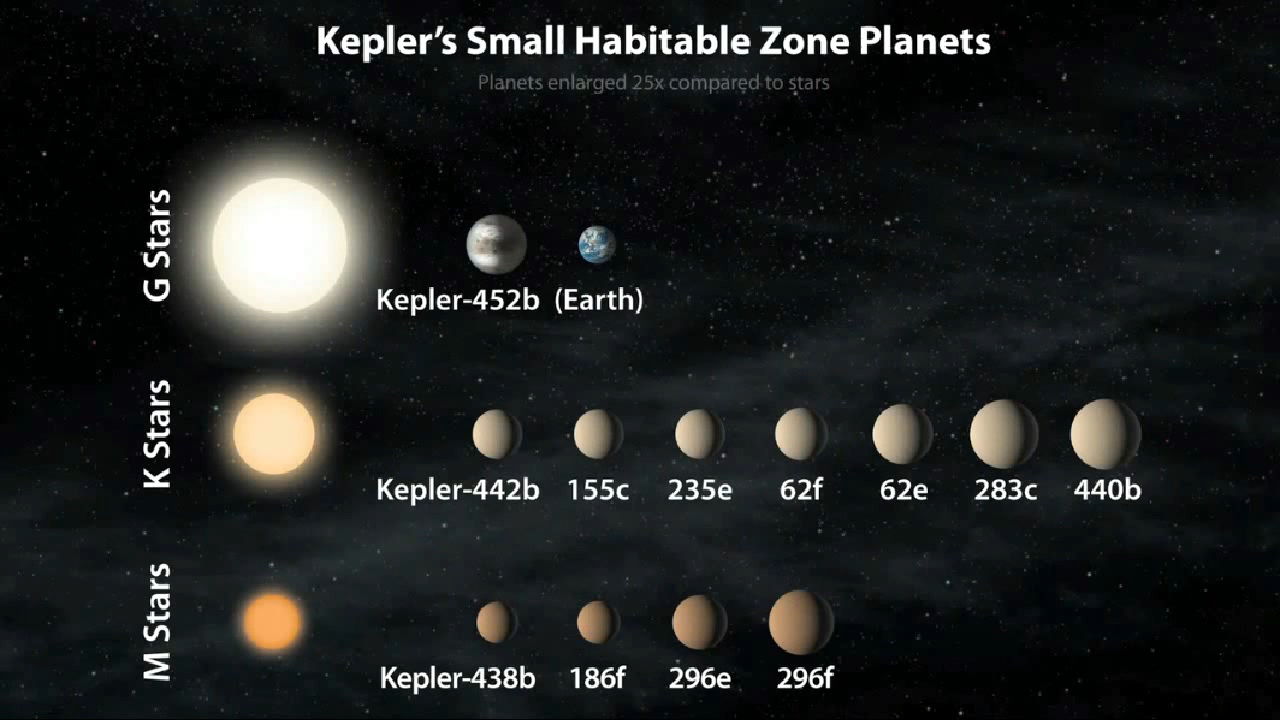 Kepler’s Small Habitable Zone Planets
Planets enlarged 25x compared to stars
G Stars
Kepler-452b (Earth)
K Stars
Kepler-442b 155c 235e 62f 62e 283c 440b
M Stars
Kepler-438b 186f 296e 296f